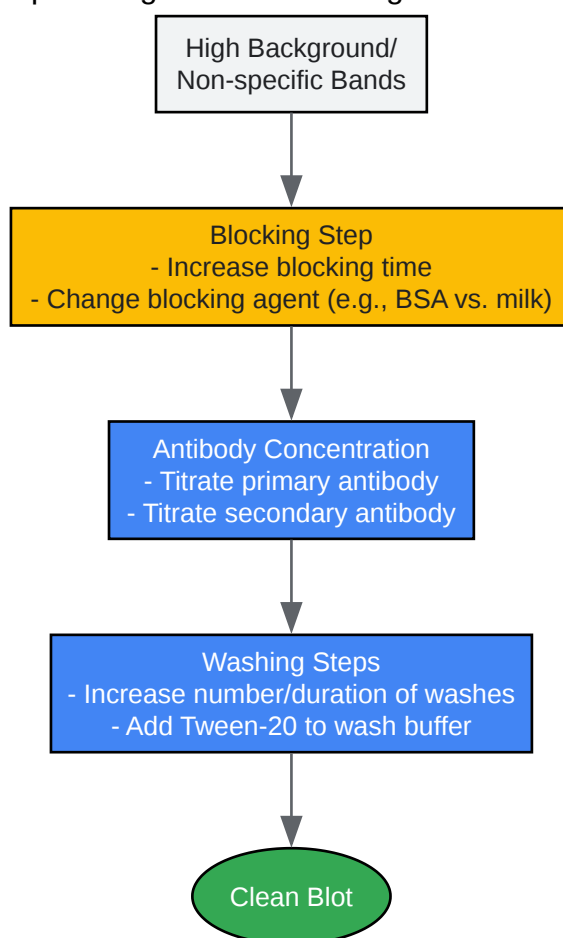 High Background/
Non-specific Bands
Blocking Step
- Increase blocking time
- Change blocking agent (e.g., BSA vs. milk)
Antibody Concentration
- Titrate primary antibody
- Titrate secondary antibody
Washing Steps
- Increase number/duration of washes
- Add Tween-20 to wash buffer
Clean Blot